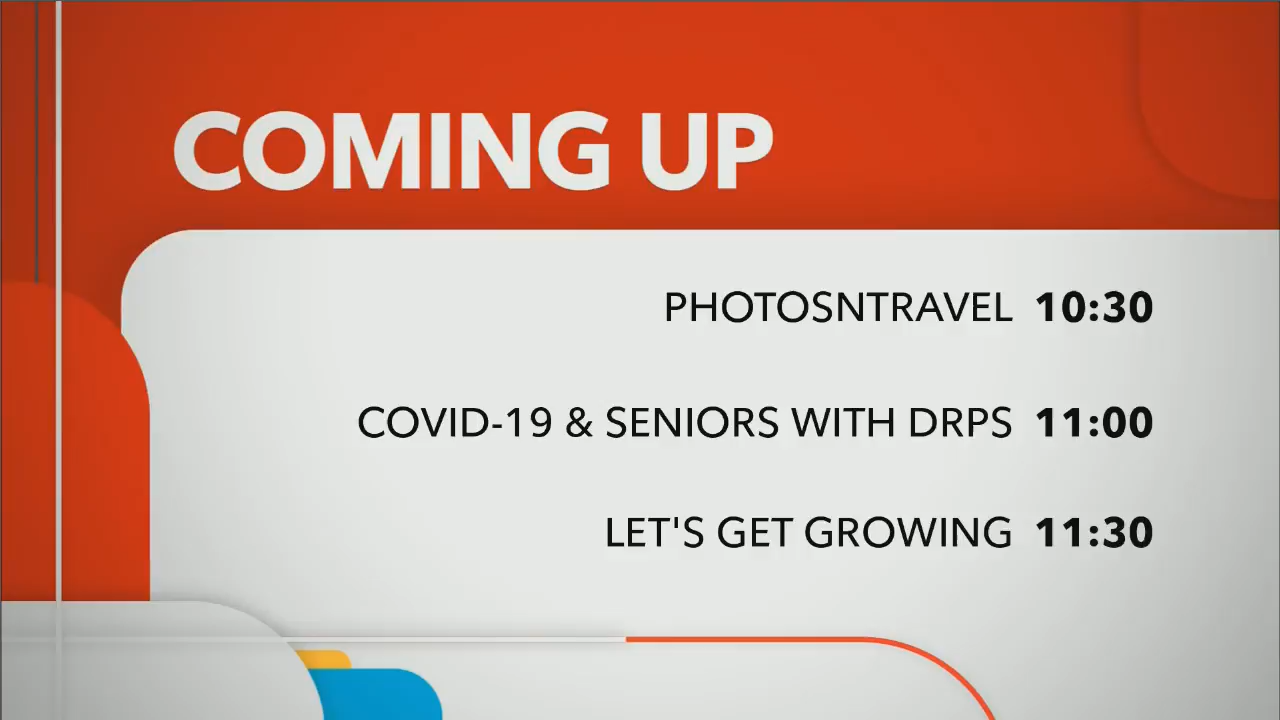 COMING UP
PHOTOSNTRAVEL 10:30
COVID-19 & SENIORS WITH DRPS 11:00
LET'S GET GROWING 11:30